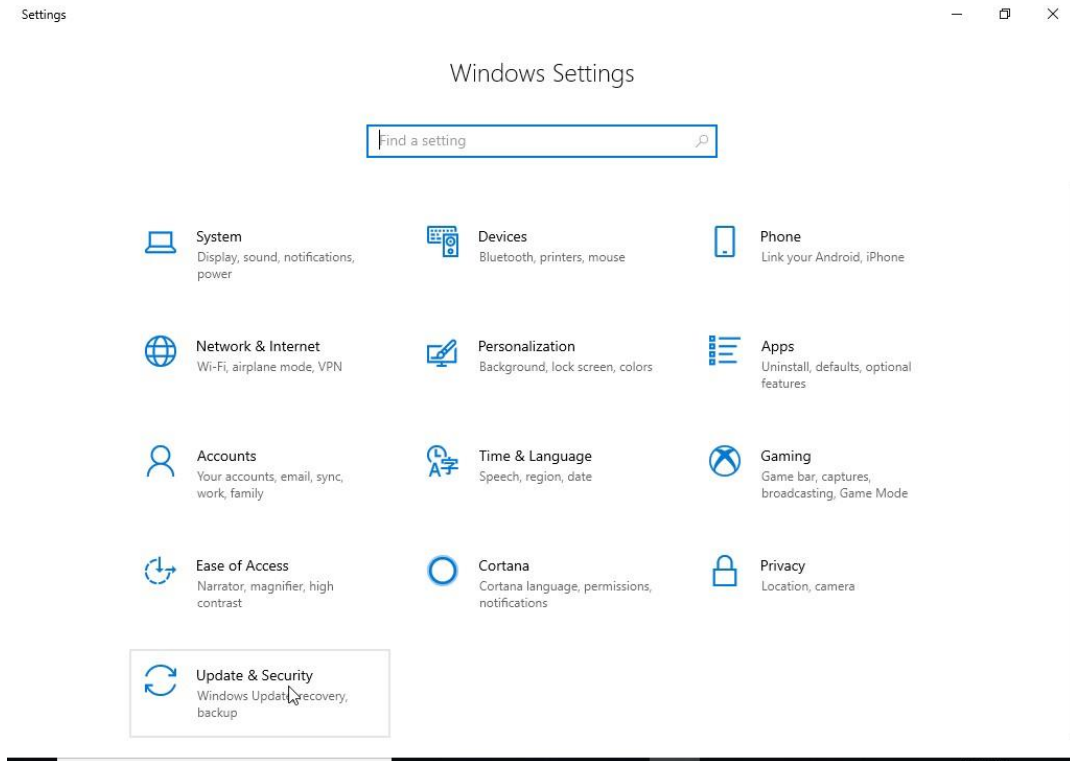 Settings
Windows Settings
Find a setting
System
Display, sound, notifications,
power
Devices
Bluetooth, printers, mouse
Phone
Link your Android, iPhone
Network & Internet
Wi-Fi, airplane mode, VPN
Personalization
Background, lock screen, colors
Apps
Uninstall, defaults, optional
features
Accounts
Your accounts, email, sync,
work, family
Time & Language
Speech, region, date
Gaming
Game bar, captures,
broadcasting, Game Mode
Ease of Access
Narrator, magnifier, high
contrast
Cortana
Cortana language, permissions,
notifications
Privacy
Location, camera
Update & Security
Windows Update, recovery,
backup